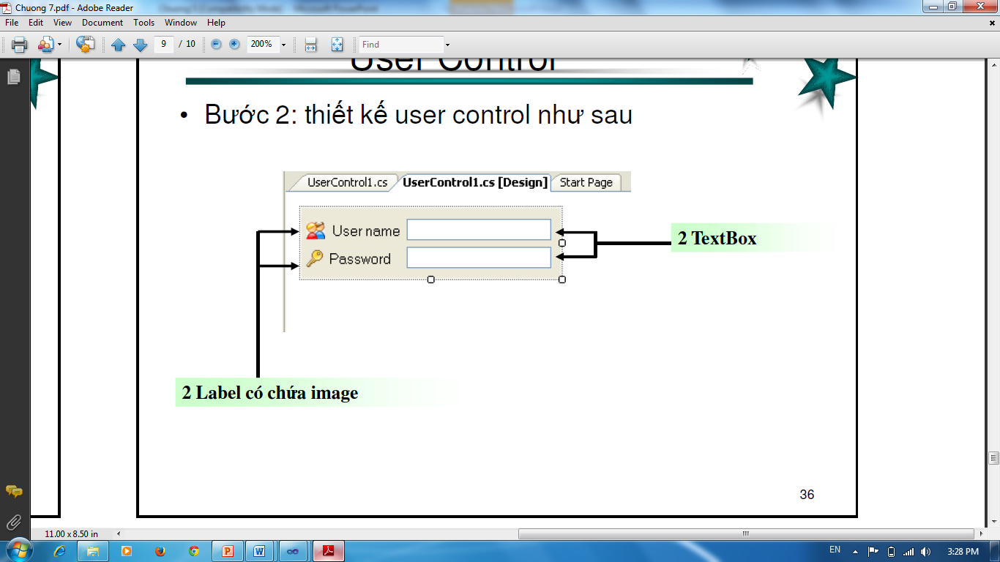 Chuong 7.pdf - Adobe Reader
File Edit View Document Tools Window Help
9 / 10 200% Find
User Control
• Bước 2: thiết kế user control như sau
UserControl1.cs UserControl1.cs [Design] Start Page
User name
Password
2 TextBox
2 Label có chứa image
36
11.00 x 8.50 in
EN 3:28 PM